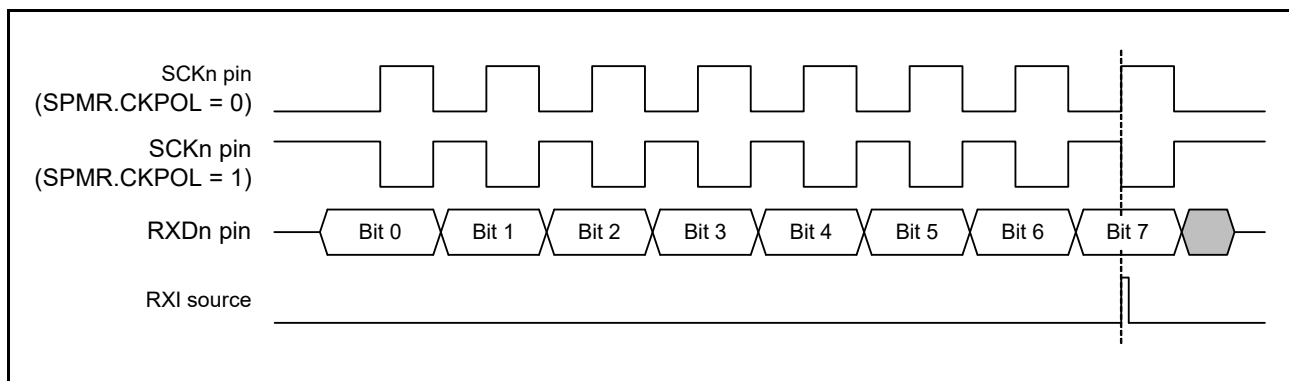 SCKn pin
(SPMR.CKPOL = 0)
SCKn pin
(SPMR.CKPOL = 1)
RXDn pin
Bit 0
Bit 1
Bit 2
Bit 3
Bit 4
Bit 5
Bit 6
Bit 7
RXI source